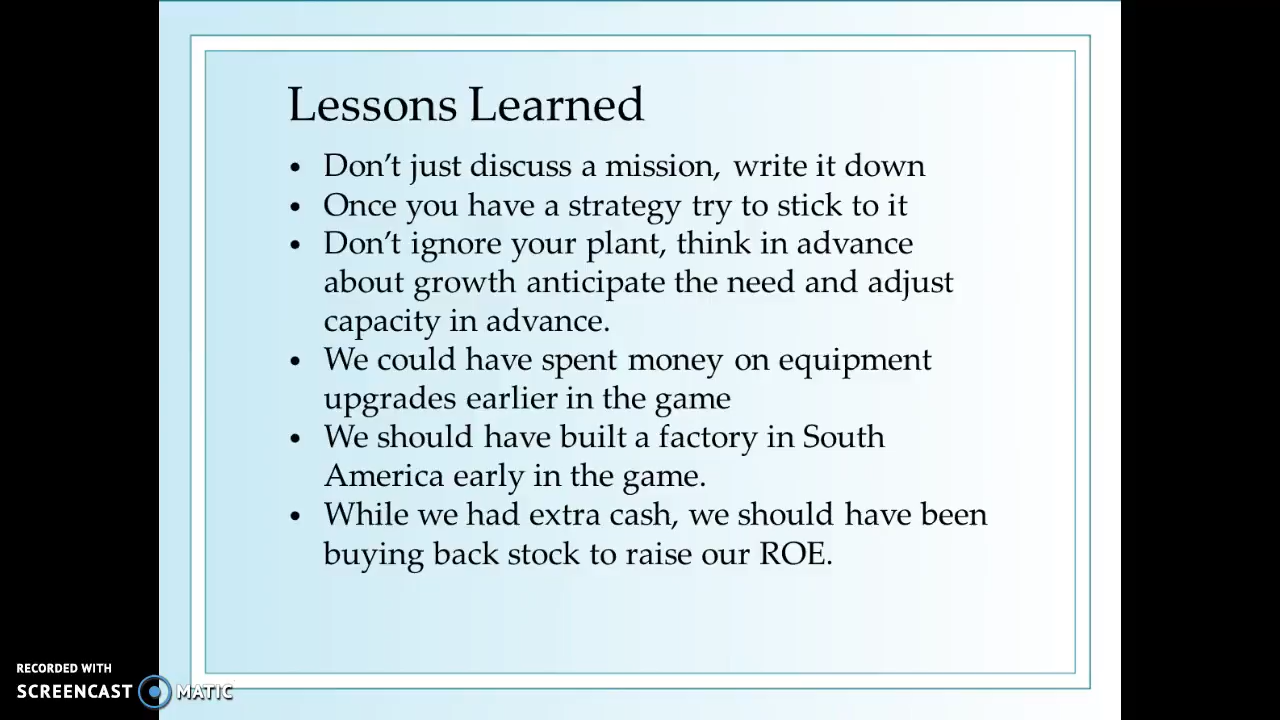 Lessons Learned
• Don’t just discuss a mission, write it down
• Once you have a strategy try to stick to it
• Don’t ignore your plant, think in advance
about growth anticipate the need and adjust
capacity in advance.
• We could have spent money on equipment
upgrades earlier in the game
• We should have built a factory in South
America early in the game.
• While we had extra cash, we should have been
buying back stock to raise our ROE.
RECORDED WITH
SCREENCAST MATIC